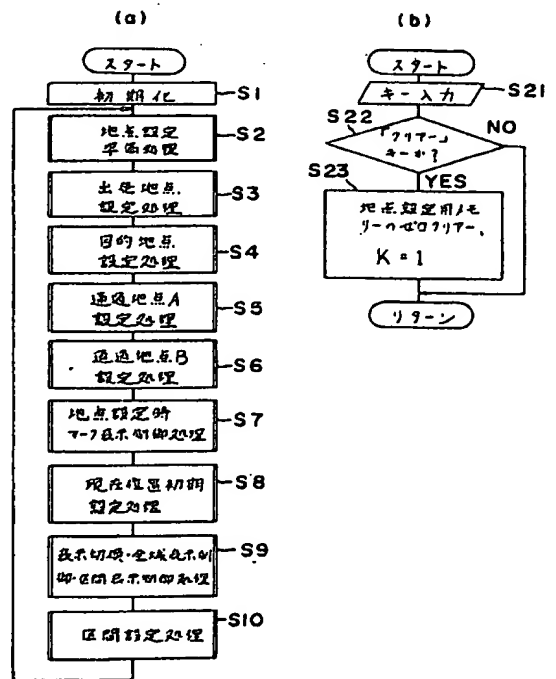 (a)
スタート
初期化
S1
地点設定
準備処理
S2
出発地点
設定処理
S3
目的地点
設定処理
S4
通過地点A
設定処理
S5
通過地点B
設定処理
S6
地点設定時
マーク表示制御処理
S7
現在位置初期
設定処理
S8
表示切換・全域表示制
御・区間表示制御処理
S9
区間設定処理
S10
(b)
スタート
キー入力
S21
S22
「クリアー」
キーか?
NO
YES
S23
地点設定用メモ
リーのゼロクリアー,
K = 1
リターン